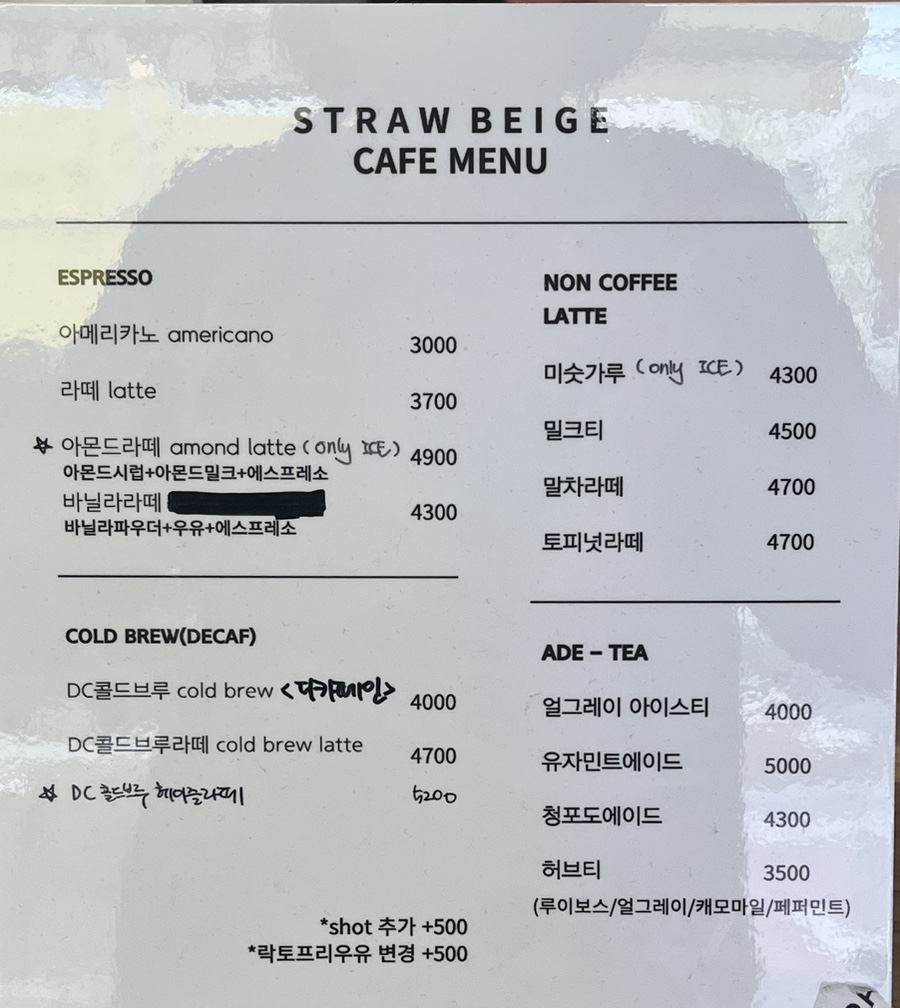 STRAW BEIGE
CAFE MENU
ESPRESSO
아메리카노 americano 3000
라떼 latte 3700
☆ 아몬드라떼 amond latte (only ICE) 4900
아몬드시럽+아몬드밀크+에스프레소
바닐라라떼 4300
바닐라파우더+우유+에스프레소
COLD BREW(DECAF)
DC콜드브루 cold brew <디카페인> 4000
DC콜드브루라떼 cold brew latte 4700
☆ DC콜드브루 헤이즐라떼 5200
*shot 추가 +500
*락토프리우유 변경 +500
NON COFFEE
LATTE
미숫가루 (only ICE) 4300
밀크티 4500
말차라떼 4700
토피넛라떼 4700
ADE - TEA
얼그레이 아이스티 4000
유자민트에이드 5000
청포도에이드 4300
허브티 3500
(루이보스/얼그레이/캐모마일/페퍼민트)